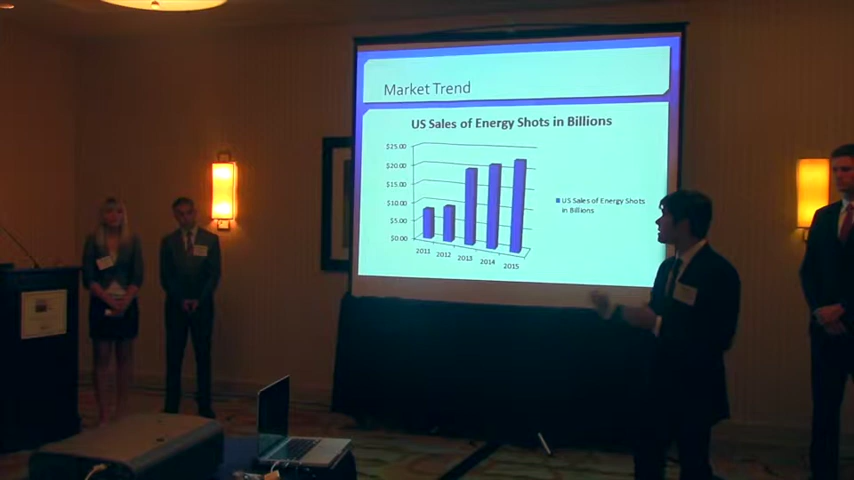 Market Trend
US Sales of Energy Shots in Billions
$25.00
$20.00
$15.00
$10.00
$5.00
$0.00
2011 2012 2013 2014 2015
US Sales of Energy Shots
in Billions